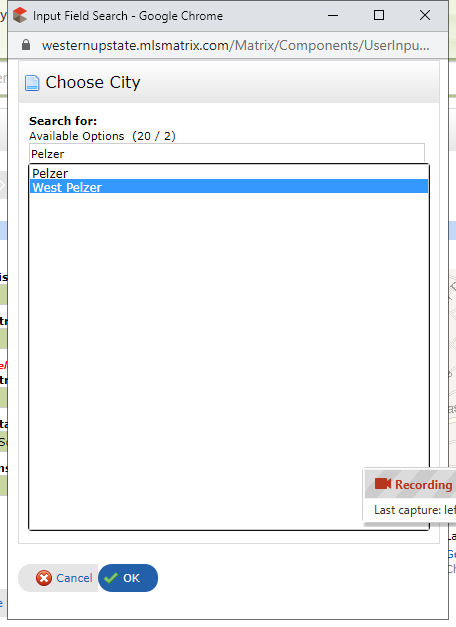 Input Field Search - Google Chrome
westernupstate.mlsmatrix.com/Matrix/Components/UserInpu...
Choose City
Search for:
Available Options (20 / 2)
Pelzer
Pelzer
West Pelzer
Recording
Last capture: lef
Cancel
OK